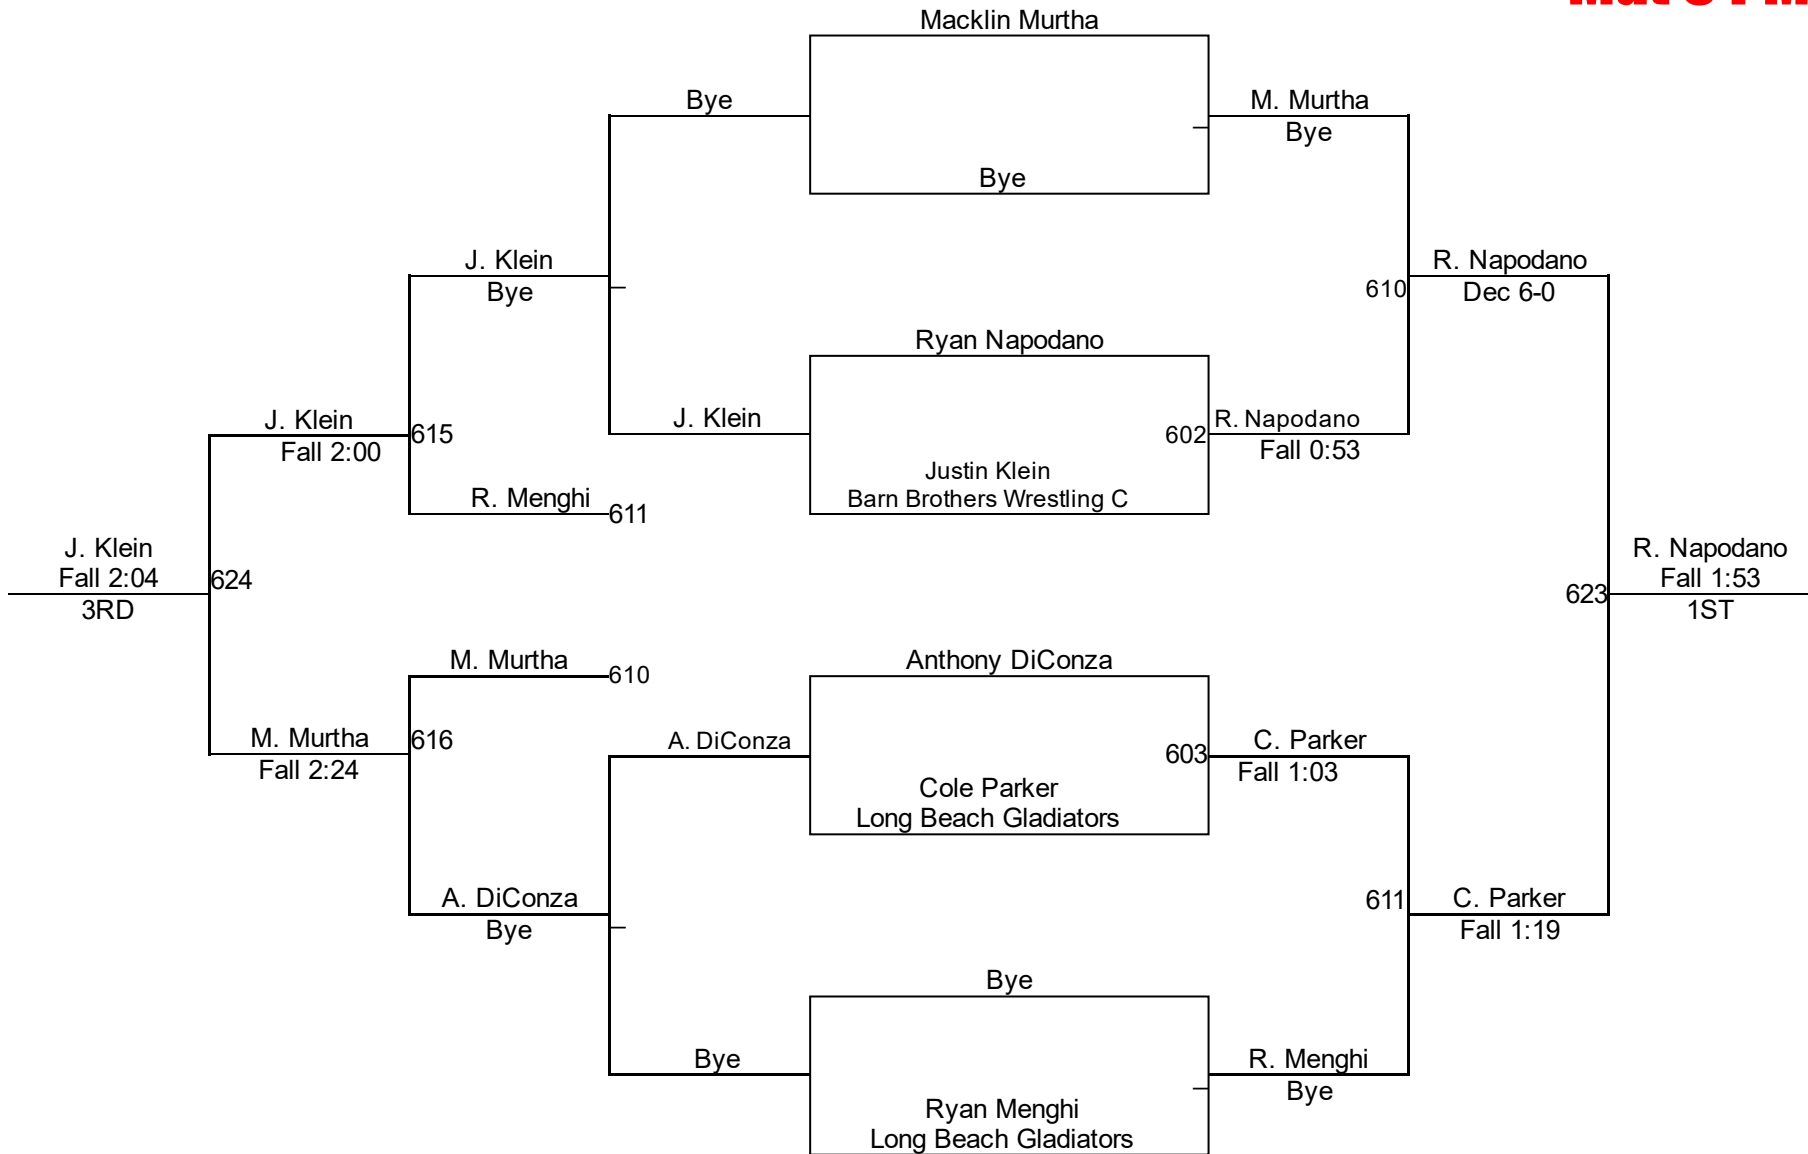 Macklin Murtha
Bye
M. Murtha
Bye
Bye
J. Klein
Bye
R. Napodano
Dec 6-0
610
Ryan Napodano
J. Klein
Fall 2:00
615
J. Klein
602
R. Napodano
Fall 0:53
Justin Klein
Barn Brothers Wrestling C
R. Menghi
611
J. Klein
Fall 2:04
3RD
624
R. Napodano
Fall 1:53
1ST
623
M. Murtha
610
Anthony DiConza
M. Murtha
Fall 2:24
616
A. DiConza
603
C. Parker
Fall 1:03
Cole Parker
Long Beach Gladiators
A. DiConza
Bye
611
C. Parker
Fall 1:19
Bye
Bye
R. Menghi
Bye
Ryan Menghi
Long Beach Gladiators